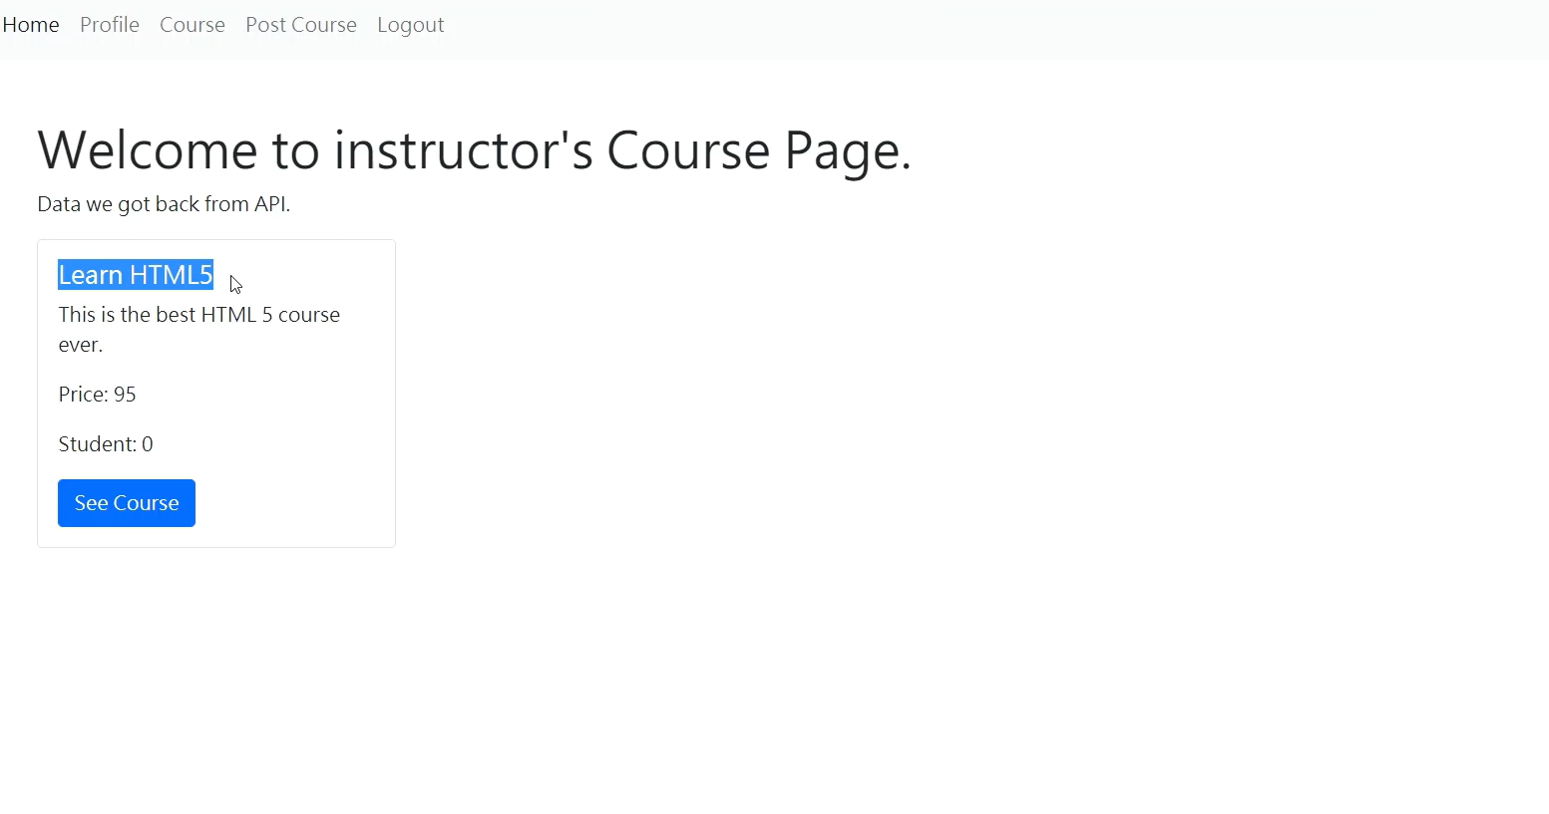 Home Profile Course Post Course Logout
Welcome to instructor's Course Page.
Data we got back from API.
Learn HTML5
This is the best HTML 5 course
ever.
Price: 95
Student: 0
See Course